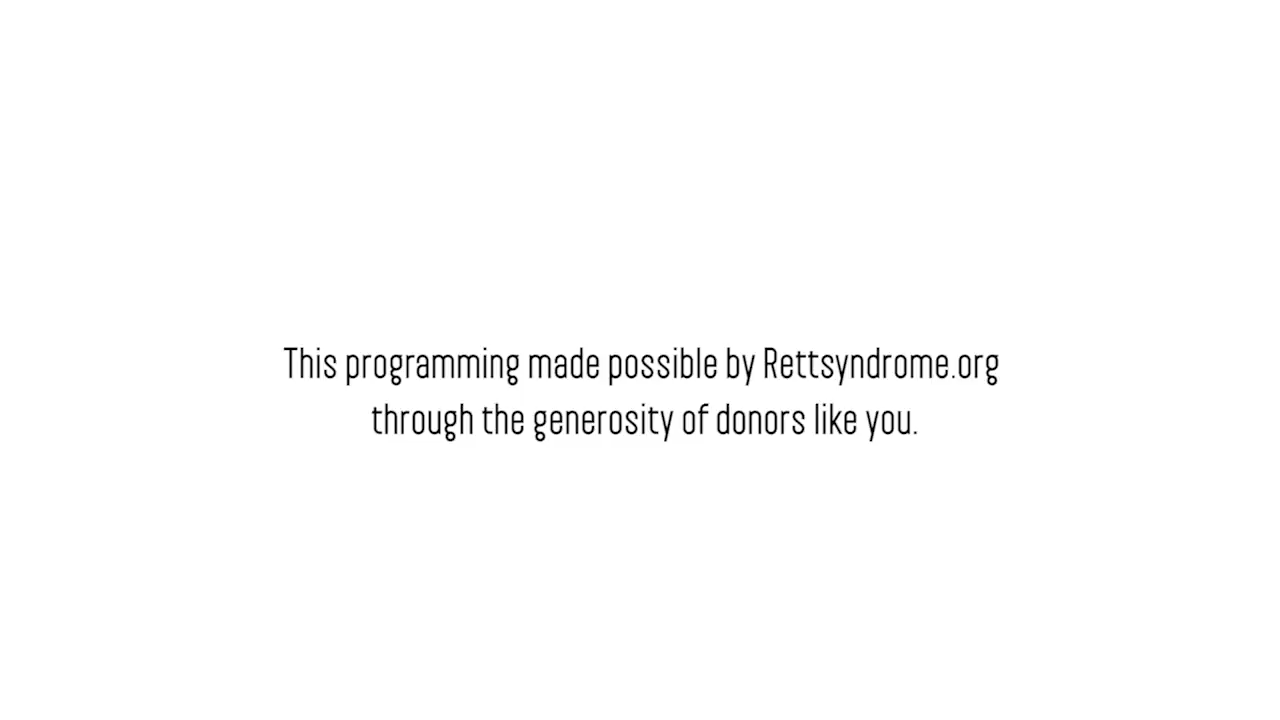 This programming made possible by Rettsyndrome.org
through the generosity of donors like you.